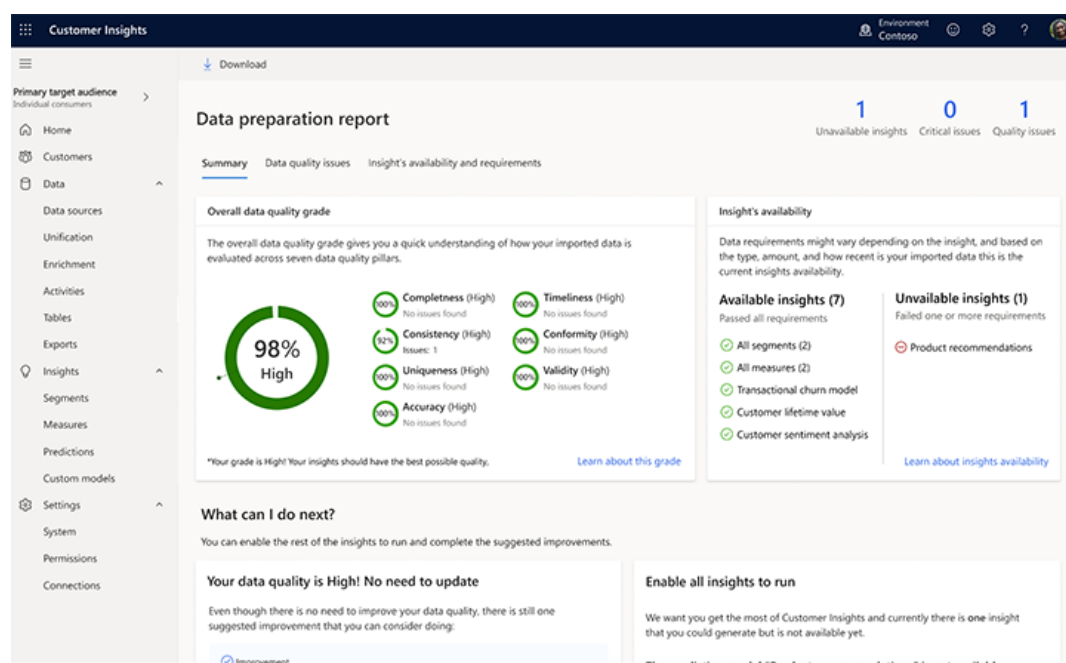 Customer Insights
Environment
Contoso
?
Download
Primary target audience
Individual consumers
Home
Customers
Data
Data sources
Unification
Enrichment
Activities
Tables
Exports
Insights
Segments
Measures
Predictions
Custom models
Settings
System
Permissions
Connections
Data preparation report
1
Unavailable insights
0
Critical issues
1
Quality issues
Summary
Data quality issues
Insight's availability and requirements
Overall data quality grade
The overall data quality grade gives you a quick understanding of how your imported data is
evaluated across seven data quality pillars.
98%
High
100%
Completness (High)
No issues found
92%
Consistency (High)
Issues: 1
100%
Uniqueness (High)
No issues found
100%
Accuracy (High)
No issues found
100%
Timeliness (High)
No issues found
100%
Conformity (High)
No issues found
100%
Validity (High)
No issues found
*Your grade is High! Your insights should have the best possible quality.
Learn about this grade
Insight's availability
Data requirements might vary depending on the insight, and based on
the type, amount, and how recent is your imported data this is the
current insights availability.
Available insights (7)
Passed all requirements
All segments (2)
All measures (2)
Transactional churn model
Customer lifetime value
Customer sentiment analysis
Unvailable insights (1)
Failed one or more requirements
Product recommendations
Learn about insights availability
What can I do next?
You can enable the rest of the insights to run and complete the suggested improvements.
Your data quality is High! No need to update
Even though there is no need to improve your data quality, there is still one
suggested improvement that you can consider doing:
Improvement
Enable all insights to run
We want you get the most of Customer Insights and currently there is one insight
that you could generate but is not available yet.